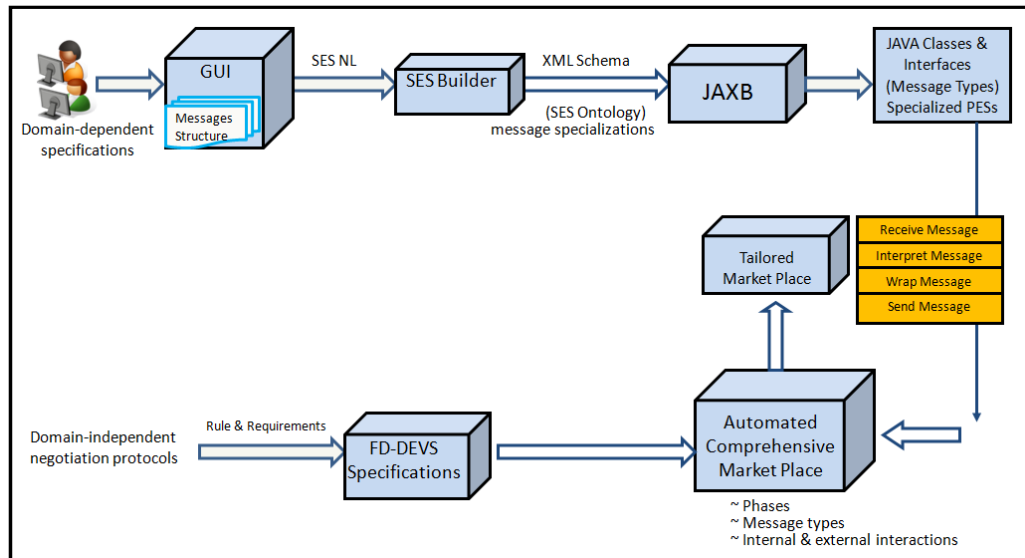 GUI
Messages
Structure
Domain-dependent
specifications
SES NL
SES Builder
XML Schema
(SES Ontology)
message specializations
JAXB
JAVA Classes &
Interfaces
(Message Types)
Specialized PESs
Receive Message
Interpret Message
Wrap Message
Send Message
Tailored
Market Place
Domain-independent
negotiation protocols
Rule & Requirements
FD-DEVS
Specifications
Automated
Comprehensive
Market Place
~ Phases
~ Message types
~ Internal & external interactions